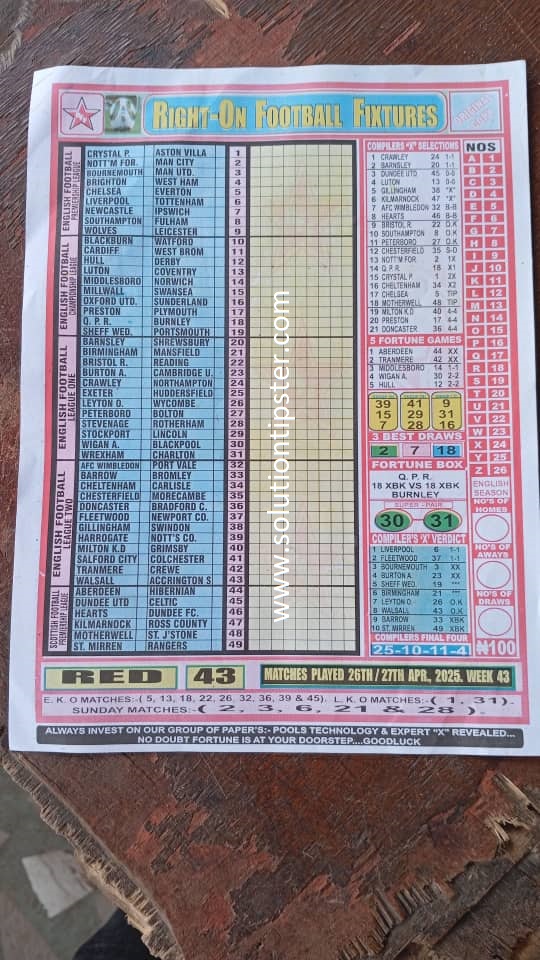 RIGHT-ON FOOTBALL FIXTURES
ENGLISH FOOTBALL PREMIERSHIP LEAGUE
CRYSTAL P. ASTON VILLA 1
NOTT'M FOR. MAN CITY 2
BOURNEMOUTH MAN UTD. 3
BRIGHTON WEST HAM 4
CHELSEA EVERTON 5
LIVERPOOL TOTTENHAM 6
NEWCASTLE IPSWICH 7
SOUTHAMPTON FULHAM 8
WOLVES LEICESTER 9
ENGLISH FOOTBALL CHAMPIONSHIP LEAGUE
BLACKBURN WATFORD 10
CARDIFF WEST BROM 11
HULL DERBY 12
LUTON COVENTRY 13
MIDDLESBORO NORWICH 14
MILLWALL SWANSEA 15
OXFORD UTD. SUNDERLAND 16
PRESTON PLYMOUTH 17
Q. P. R. BURNLEY 18
SHEFF WED. PORTSMOUTH 19
ENGLISH FOOTBALL LEAGUE ONE
BARNSLEY SHREWSBURY 20
BIRMINGHAM MANSFIELD 21
BRISTOL R. READING 22
BURTON A. CAMBRIDGE U. 23
CRAWLEY NORTHAMPTON 24
EXETER HUDDERSFIELD 25
LEYTON O. WYCOMBE 26
PETERBORO BOLTON 27
STEVENAGE ROTHERHAM 28
STOCKPORT LINCOLN 29
WIGAN A. BLACKPOOL 30
WREXHAM CHARLTON 31
ENGLISH FOOTBALL LEAGUE TWO
AFC WIMBLEDON PORT VALE 32
BARROW BROMLEY 33
CHELTENHAM CARLISLE 34
CHESTERFIELD MORECAMBE 35
DONCASTER BRADFORD C. 36
FLEETWOOD NEWPORT CO. 37
GILLINGHAM SWINDON 38
HARROGATE NOTT'S CO. 39
MILTON K.D GRIMSBY 40
SALFORD CITY COLCHESTER 41
TRANMERE CREWE 42
WALSALL ACCRINGTON S 43
SCOTTISH FOOTBALL PREMIERSHIP LEAGUE
ABERDEEN HIBERNIAN 44
DUNDEE UTD CELTIC 45
HEARTS DUNDEE FC. 46
KILMARNOCK ROSS COUNTY 47
MOTHERWELL ST. J'STONE 48
ST. MIRREN RANGERS 49
www.solutiontipster.com
COMPILERS "X" SELECTIONS
1 CRAWLEY 24 1-1
2 BARNSLEY 20 1-1
3 DUNDEE UTD 45 0-0
4 LUTON 13 0-0
5 GILLINGHAM 38 "X"
6 KILMARNOCK 47 "X"
7 AFC WIMBLEDON 32 B-B
8 HEARTS 46 B-B
9 BRISTOL R. 22 O.K
10 SOUTHAMPTON 8 O.K
11 PETERBORO 27 O.K
12 CHESTERFIELD 35 S-O
13 NOTT'M FOR 2 1X
14 Q. P. R 18 X1
15 CRYSTAL P 1 2X
16 CHELTENHAM 34 X2
17 CHELSEA 5 TIP
18 MOTHERWELL 48 TIP
19 MILTON K.D 40 4-4
20 PRESTON 17 4-4
21 DONCASTER 36 4-4
5 FORTUNE GAMES
1 ABERDEEN 44 XX
2 TRANMERE 42 XX
3 MIDDLESBORO 14 1-1
4 WIGAN A. 30 2-2
5 HULL 12 2-2
39 41 9
15 29 31
7 28 16
3 BEST DRAWS
2 7 18
FORTUNE BOX
Q. P. R.
18 XBK VS 18 XBK
BURNLEY
SUPER - PAIR
30 31
COMPILER'S 'X' VERDICT
1 LIVERPOOL 6 1-1
2 FLEETWOOD 37 1-1
3 BOURNEMOUTH 3 XX
4 BURTON A. 23 XX
5 SHEFF WED. 19 ***
6 BIRMINGHAM 21 ***
7 LEYTON O. 26 O.K
8 WALSALL 43 O.K
9 BARROW 33 XBK
10 ST. MIRREN 49 XBK
COMPILERS FINAL FOUR
25-10-11-4
NOS
A 1
B 2
C 3
D 4
E 5
F 6
G 7
H 8
I 9
J 10
K 11
L 12
M 13
N 14
O 15
P 16
Q 17
R 18
S 19
T 20
U 21
V 22
W 23
X 24
Y 25
Z 26
ENGLISH SEASON
NO'S OF HOMES
NO'S OF AWAYS
NO'S OF DRAWS
₦100
RED 43 MATCHES PLAYED 26TH / 27TH APR., 2025. WEEK 43
E. K. O MATCHES:-( 5, 13, 18, 22, 26, 32, 36, 39 & 45). L. K. O MATCHES:-( 1, 31).
SUNDAY MATCHES:-( 2, 3, 6, 21 & 28 ).
ALWAYS INVEST ON OUR GROUP OF PAPER'S:- POOLS TECHNOLOGY & EXPERT "X" REVEALED...
NO DOUBT FORTUNE IS AT YOUR DOORSTEP....GOODLUCK